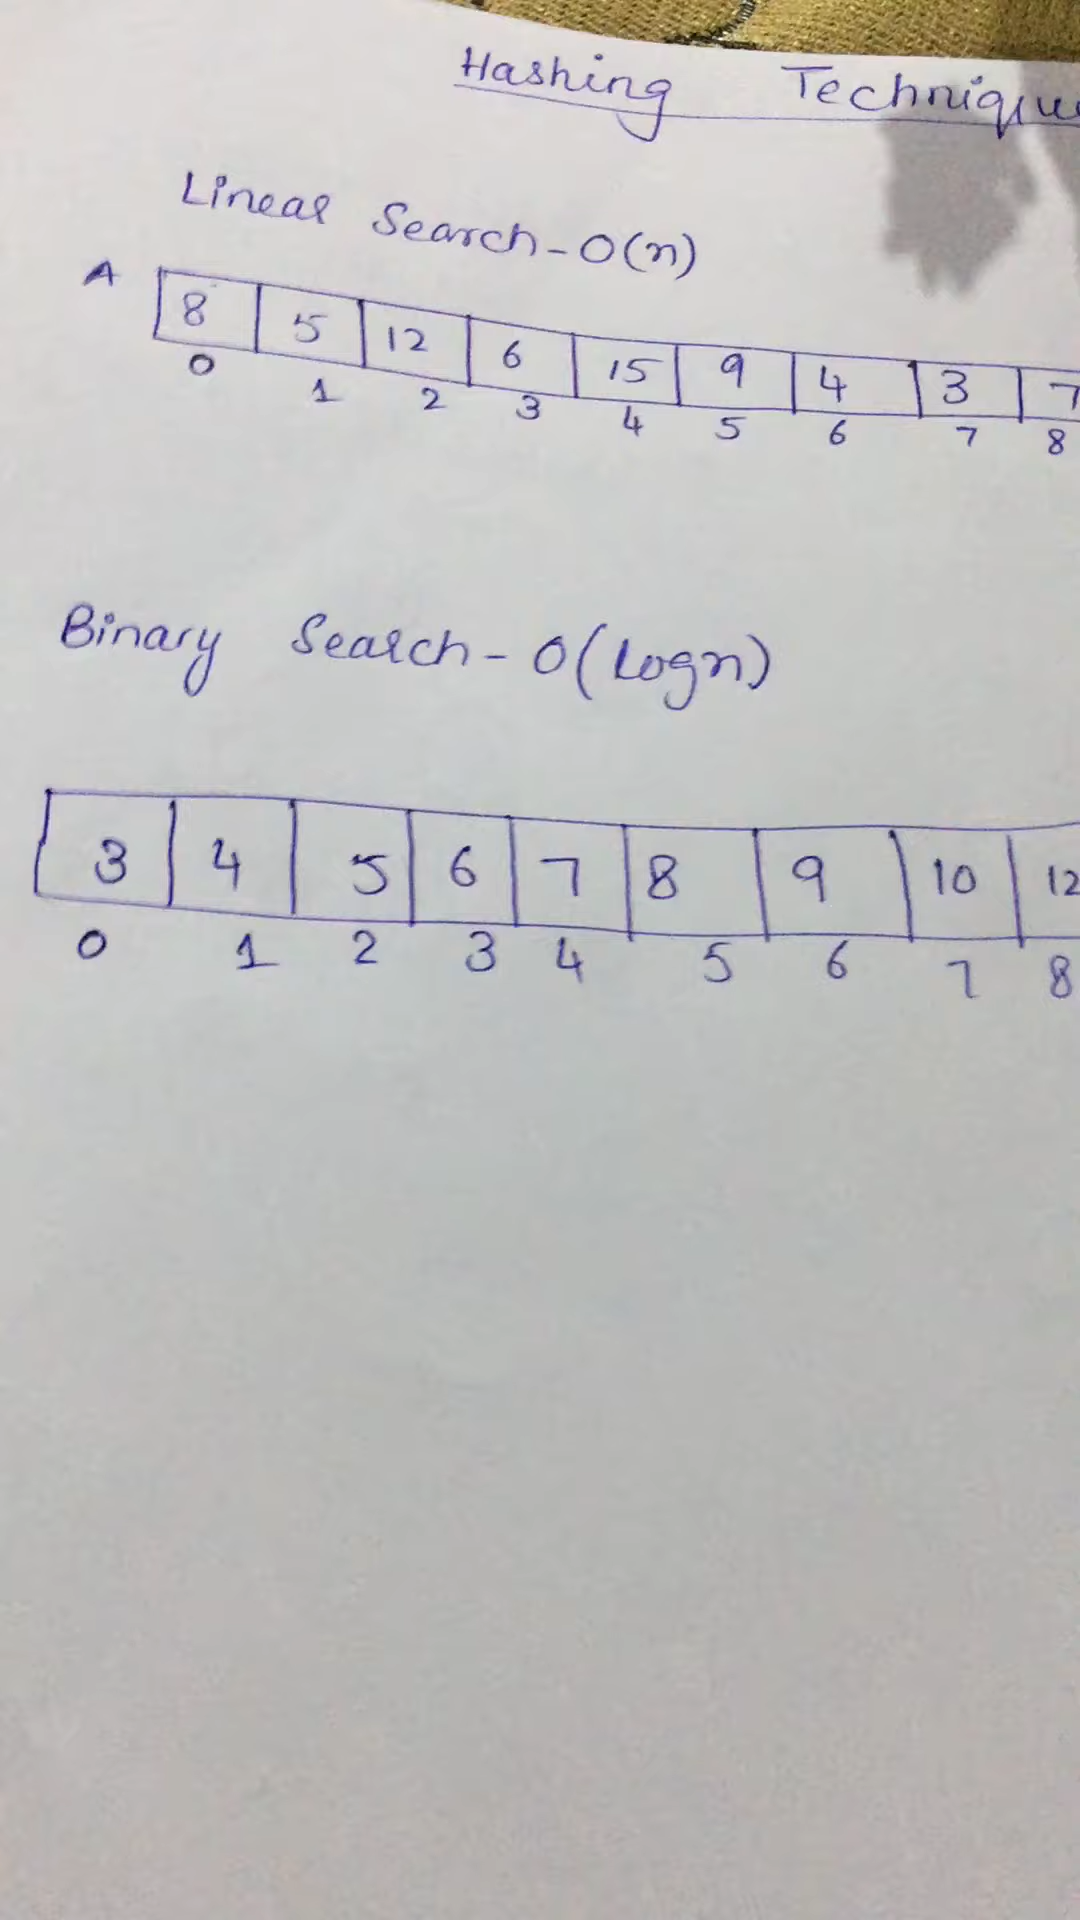 Hashing Techniqu
Linear Search - O(n)
A 8 5 12 6 15 9 4 3 7
0 1 2 3 4 5 6 7 8
Binary Search - O(Logn)
3 4 5 6 7 8 9 10 12
0 1 2 3 4 5 6 7 8